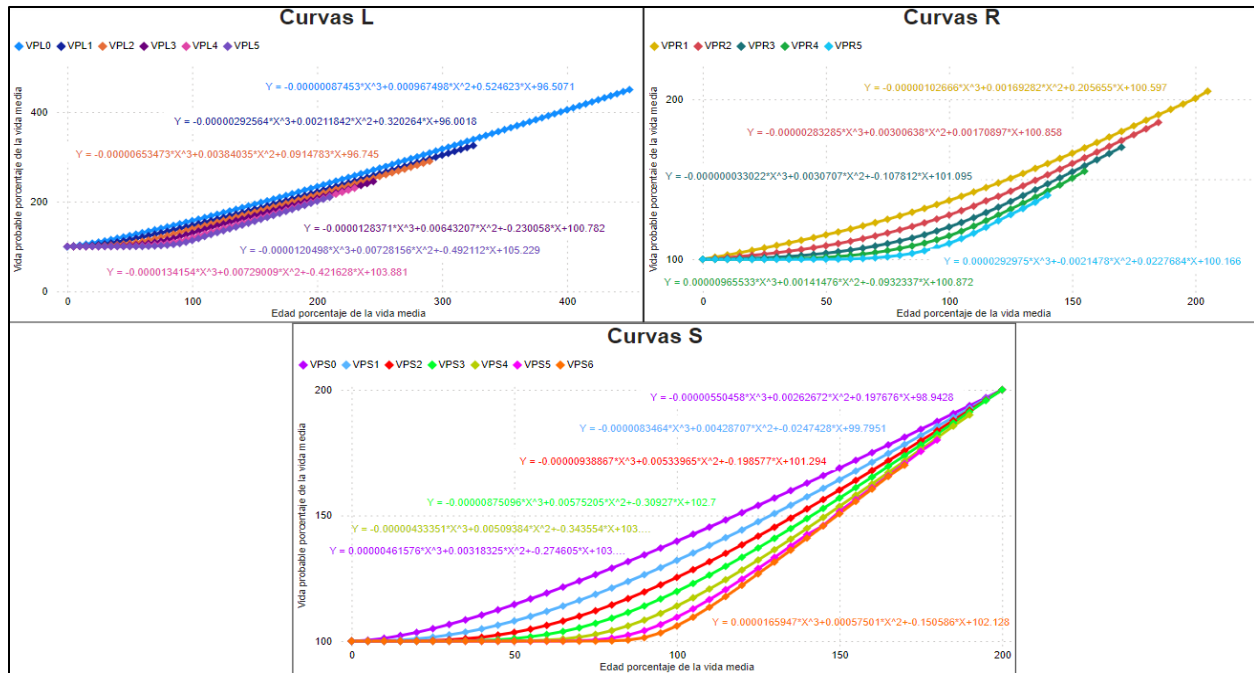 Curvas L
VPL0 VPL1 VPL2 VPL3 VPL4 VPL5
Y = -0.00000087453*X^3+0.000967498*X^2+0.524623*X+96.5071
Y = -0.00000292564*X^3+0.00211842*X^2+0.320264*X+96.0018
Y = -0.00000653473*X^3+0.00384035*X^2+0.0914783*X+96.745
Y = -0.0000128371*X^3+0.00643207*X^2+-0.230058*X+100.782
Y = -0.0000120498*X^3+0.00728156*X^2+-0.492112*X+105.229
Y = -0.0000134154*X^3+0.00729009*X^2+-0.421628*X+103.881
Vida probable porcentaje de la vida media
400
200
0
0 100 200 300 400
Edad porcentaje de la vida media
Curvas R
VPR1 VPR2 VPR3 VPR4 VPR5
Y = -0.00000102666*X^3+0.00169282*X^2+0.205655*X+100.597
Y = -0.00000283285*X^3+0.00300638*X^2+0.00170897*X+100.858
Y = -0.000000033022*X^3+0.0030707*X^2+-0.107812*X+101.095
Y = 0.0000292975*X^3+-0.0021478*X^2+0.0227684*X+100.166
Y = 0.00000965533*X^3+0.00141476*X^2+-0.0932337*X+100.872
Vida probable porcentaje de la vida media
200
100
0 50 100 150 200
Edad porcentaje de la vida media
Curvas S
VPS0 VPS1 VPS2 VPS3 VPS4 VPS5 VPS6
Y = -0.00000550458*X^3+0.00262672*X^2+0.197676*X+98.9428
Y = -0.0000083464*X^3+0.00428707*X^2+-0.0247428*X+99.7951
Y = -0.00000938867*X^3+0.00533965*X^2+-0.198577*X+101.294
Y = -0.00000875096*X^3+0.00575205*X^2+-0.30927*X+102.7
Y = -0.00000433351*X^3+0.00509384*X^2+-0.343554*X+103....
Y = 0.00000461576*X^3+0.00318325*X^2+-0.274605*X+103....
Y = 0.0000165947*X^3+0.00057501*X^2+-0.150586*X+102.128
Vida probable porcentaje de la vida media
200
150
100
0 50 100 150 200
Edad porcentaje de la vida media